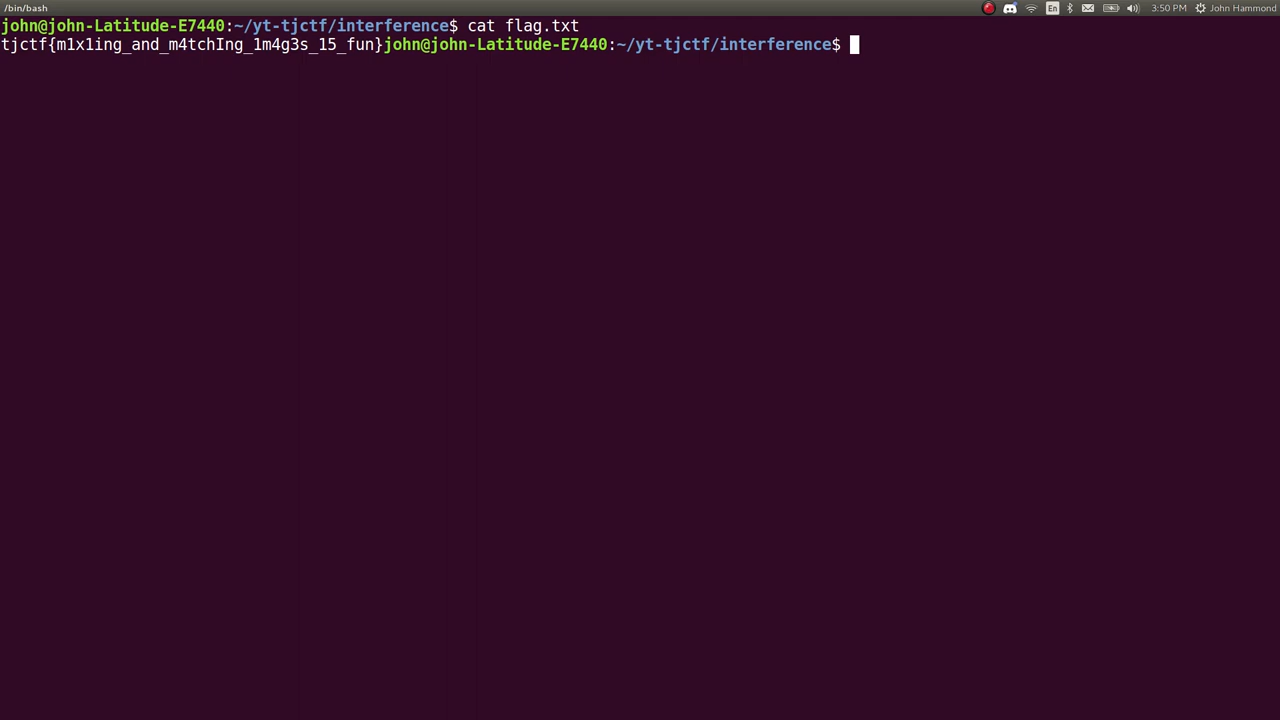 /bin/bash En 3:50 PM John Hammond
john@john-Latitude-E7440:~/yt-tjctf/interference$ cat flag.txt
tjctf{m1x1ing_and_m4tchIng_1m4g3s_15_fun}john@john-Latitude-E7440:~/yt-tjctf/interference$